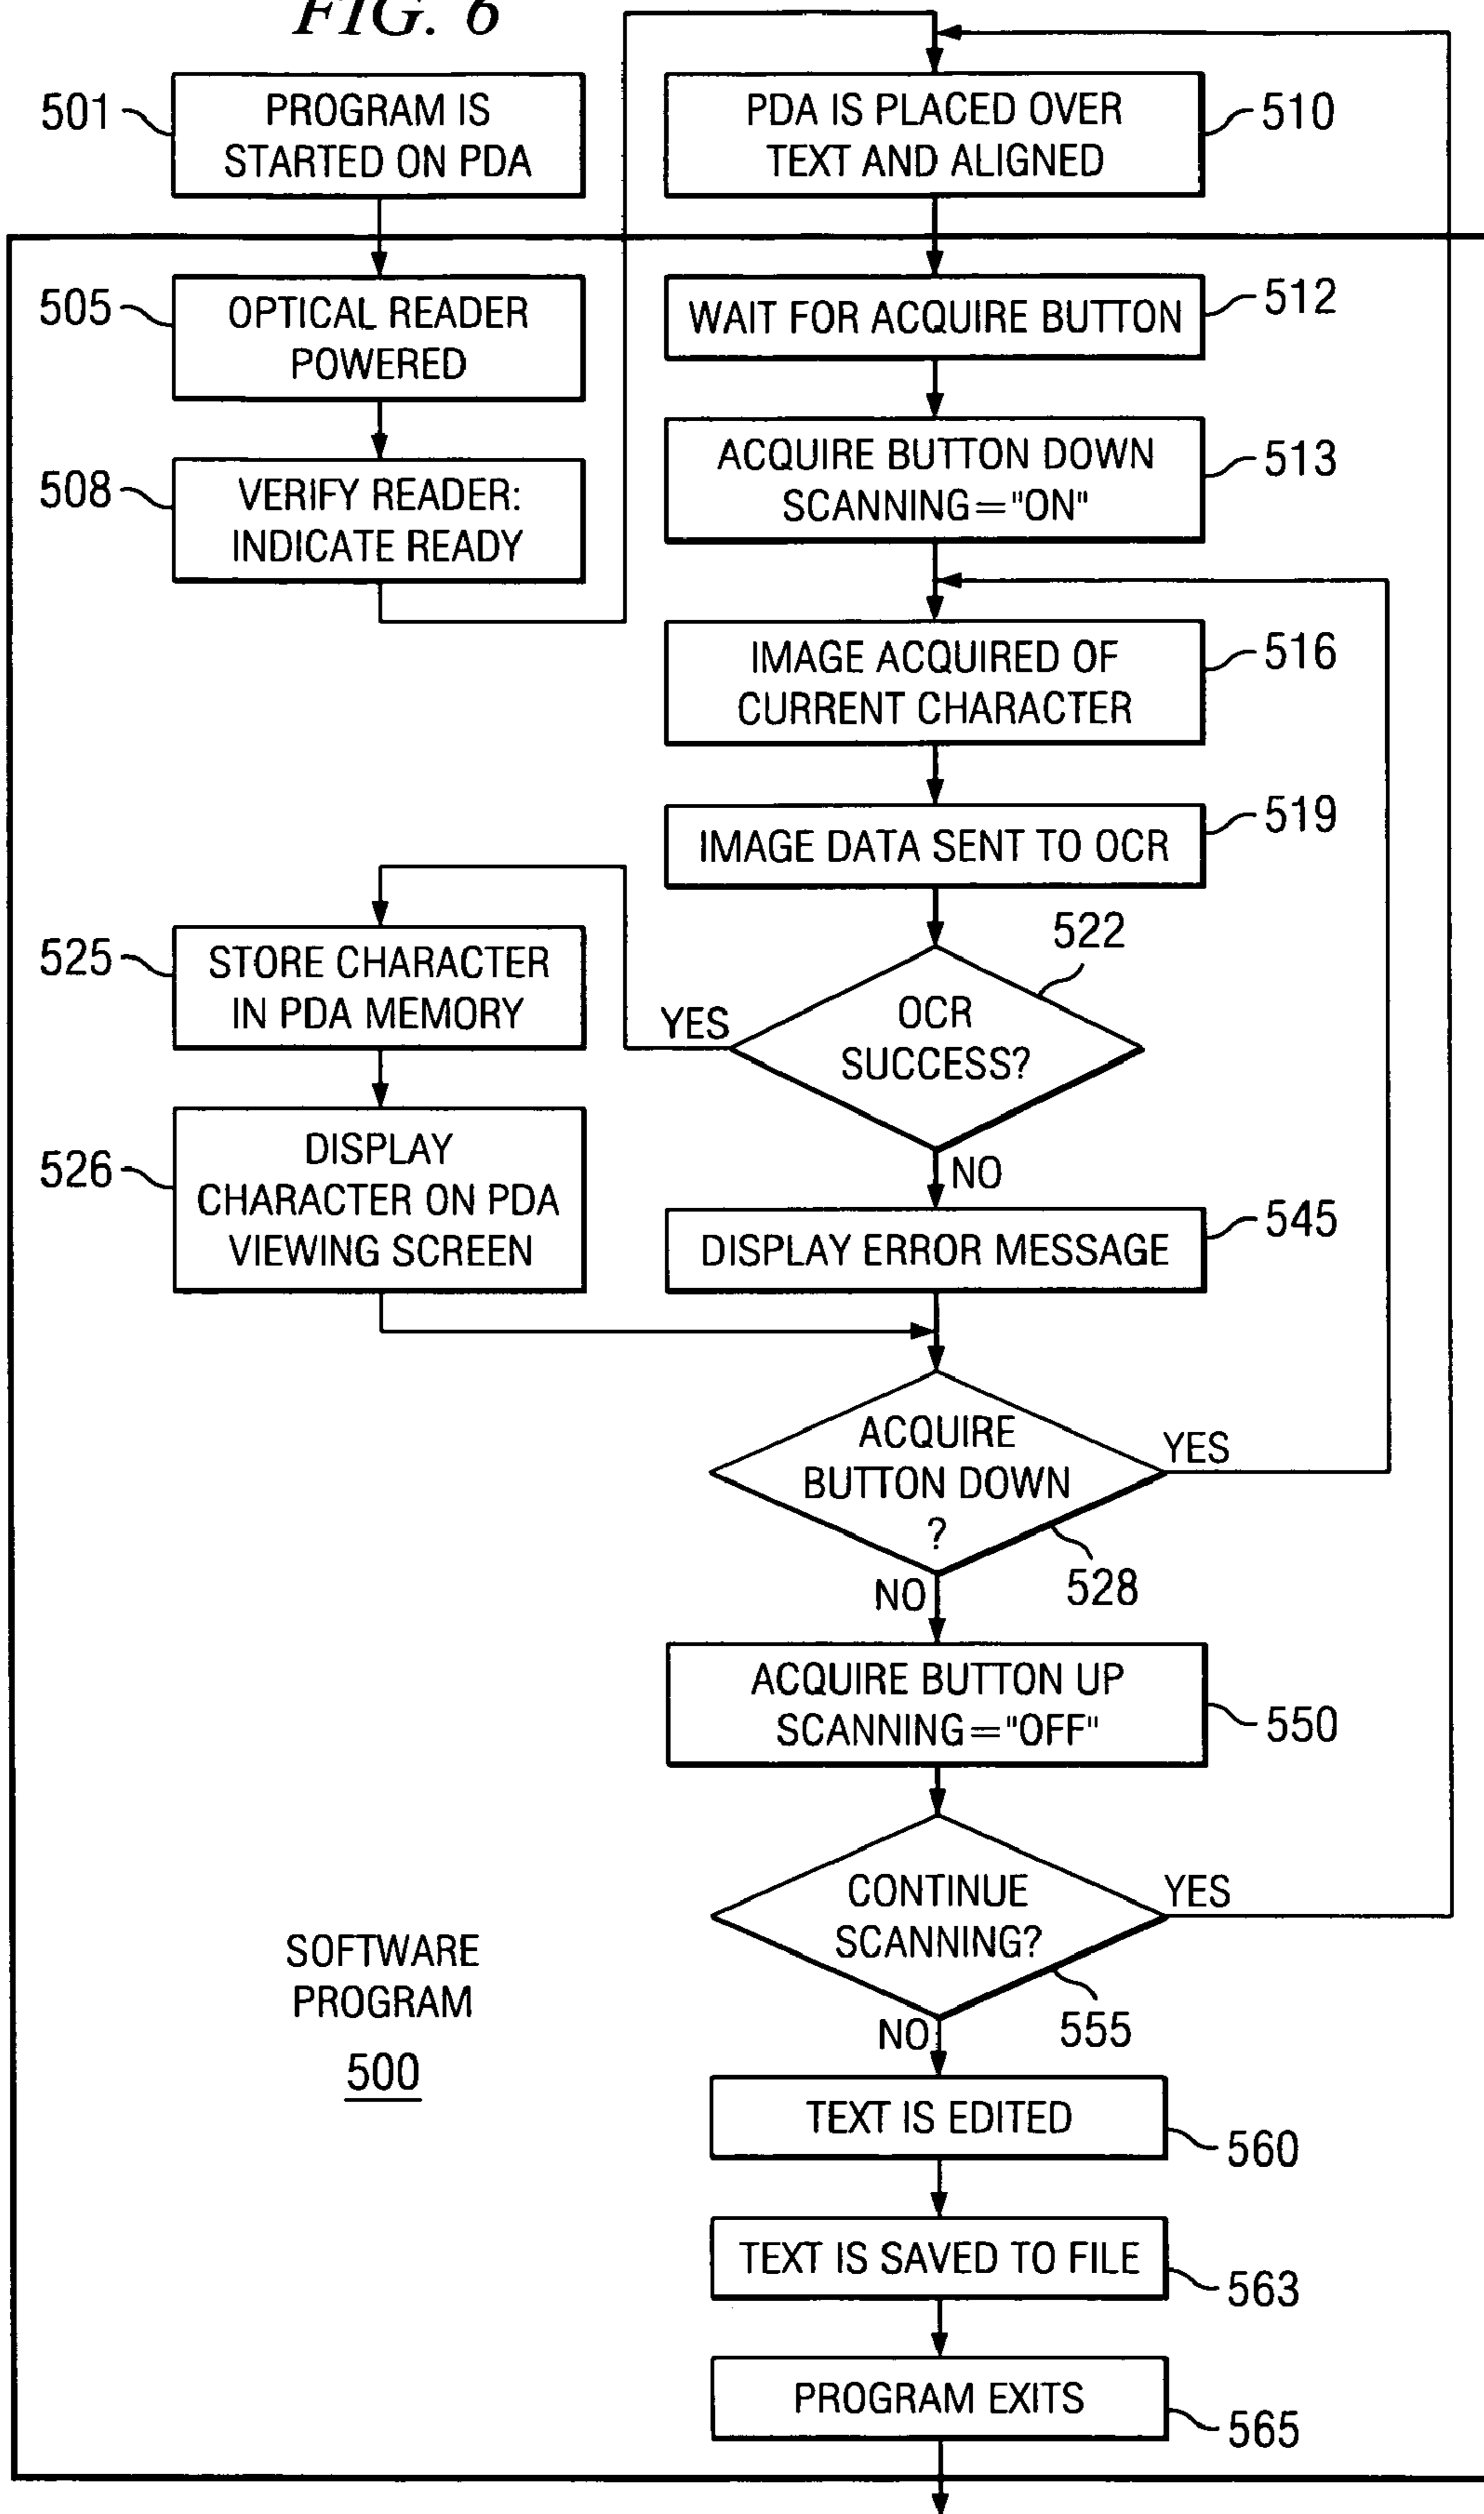 FIG. 6
501
PROGRAM IS
STARTED ON PDA
505
OPTICAL READER
POWERED
508
VERIFY READER:
INDICATE READY
PDA IS PLACED OVER
TEXT AND ALIGNED
510
WAIT FOR ACQUIRE BUTTON
512
ACQUIRE BUTTON DOWN
SCANNING="ON"
513
IMAGE ACQUIRED OF
CURRENT CHARACTER
516
IMAGE DATA SENT TO OCR
519
OCR
SUCCESS?
522
YES
525
STORE CHARACTER
IN PDA MEMORY
526
DISPLAY
CHARACTER ON PDA
VIEWING SCREEN
NO
DISPLAY ERROR MESSAGE
545
ACQUIRE
BUTTON DOWN
?
YES
528
NO
ACQUIRE BUTTON UP
SCANNING="OFF"
550
CONTINUE
SCANNING?
YES
555
NO
TEXT IS EDITED
560
TEXT IS SAVED TO FILE
563
PROGRAM EXITS
565
SOFTWARE
PROGRAM
500